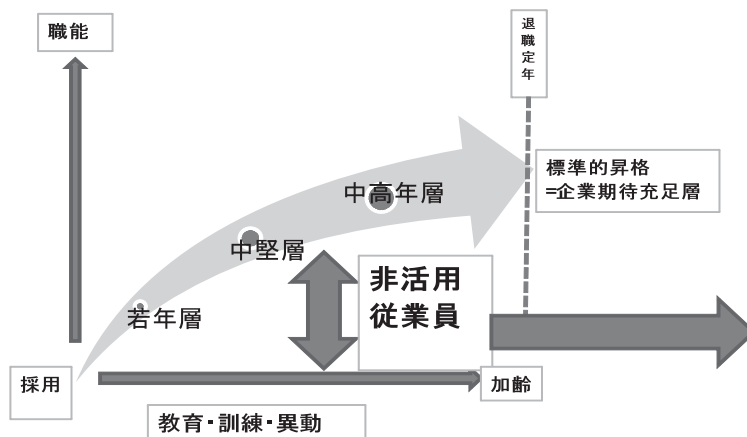 職能
退職定年
標準的昇格
=企業期待充足層
中高年層
中堅層
非活用
従業員
若年層
採用
加齢
教育・訓練・異動